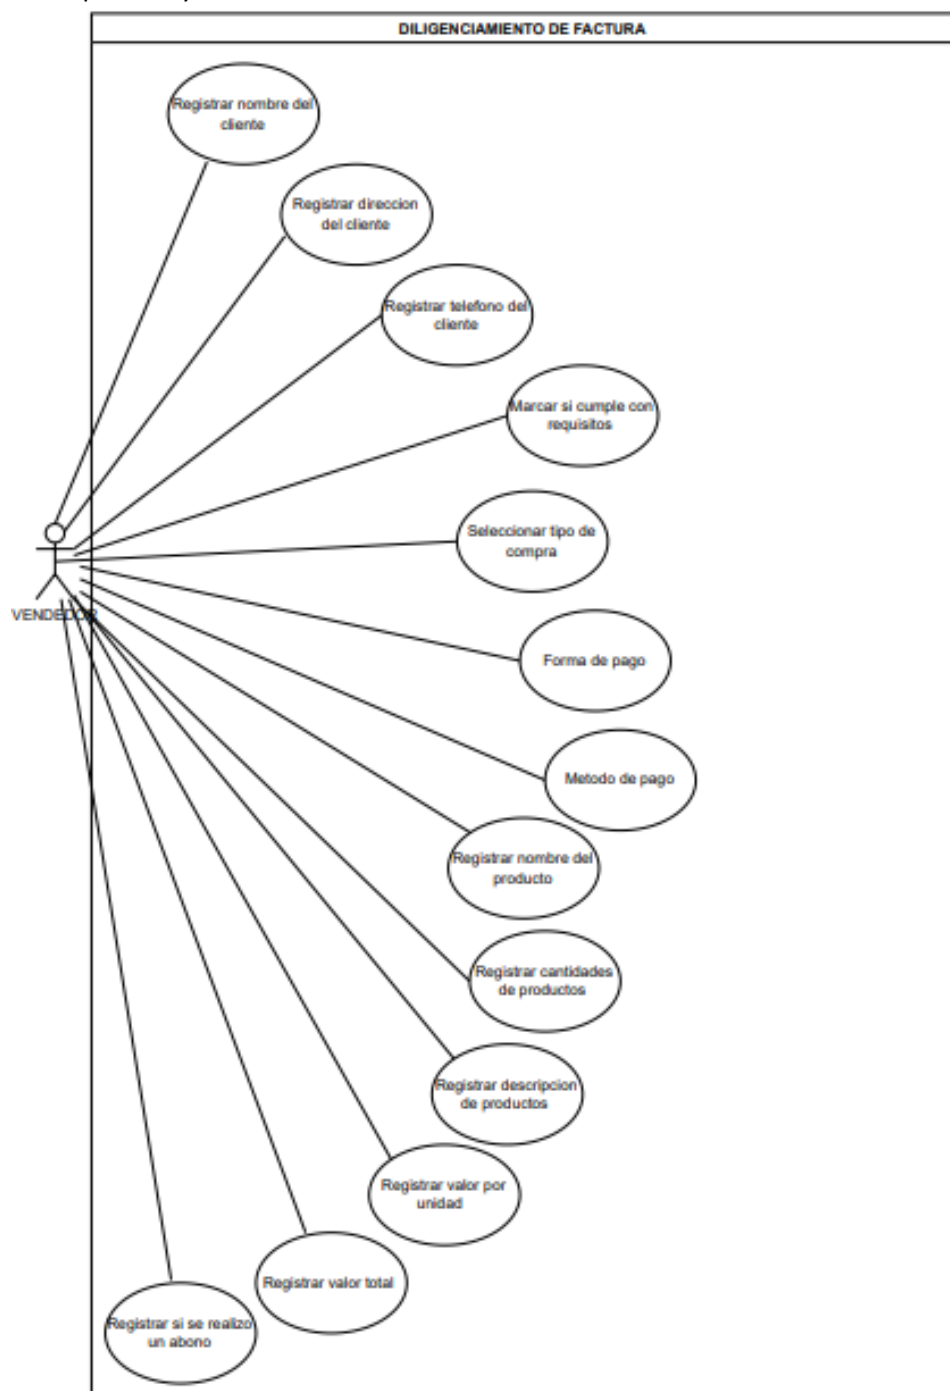 DILIGENCIAMIENTO DE FACTURA
Registrar nombre del
cliente
Registrar direccion
del cliente
Registrar telefono del
cliente
Marcar si cumple con
requisitos
Seleccionar tipo de
compra
VENDEDOR
Forma de pago
Metodo de pago
Registrar nombre del
producto
Registrar cantidades
de productos
Registrar descripcion
de productos
Registrar valor por
unidad
Registrar valor total
Registrar si se realizo
un abono